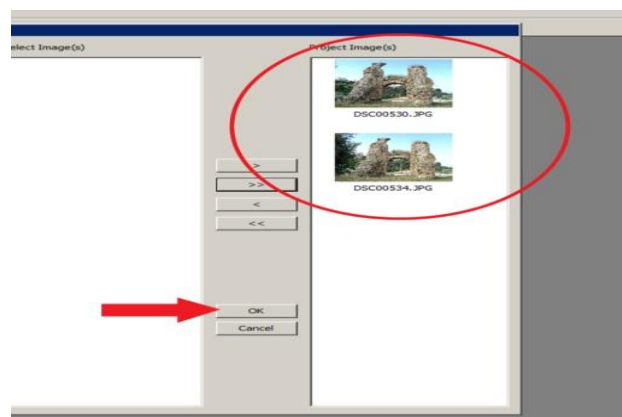 elect Image(s)
Project Image(s)
DSC00530.JPG
DSC00534.JPG
>
>>
<
<<
OK
Cancel